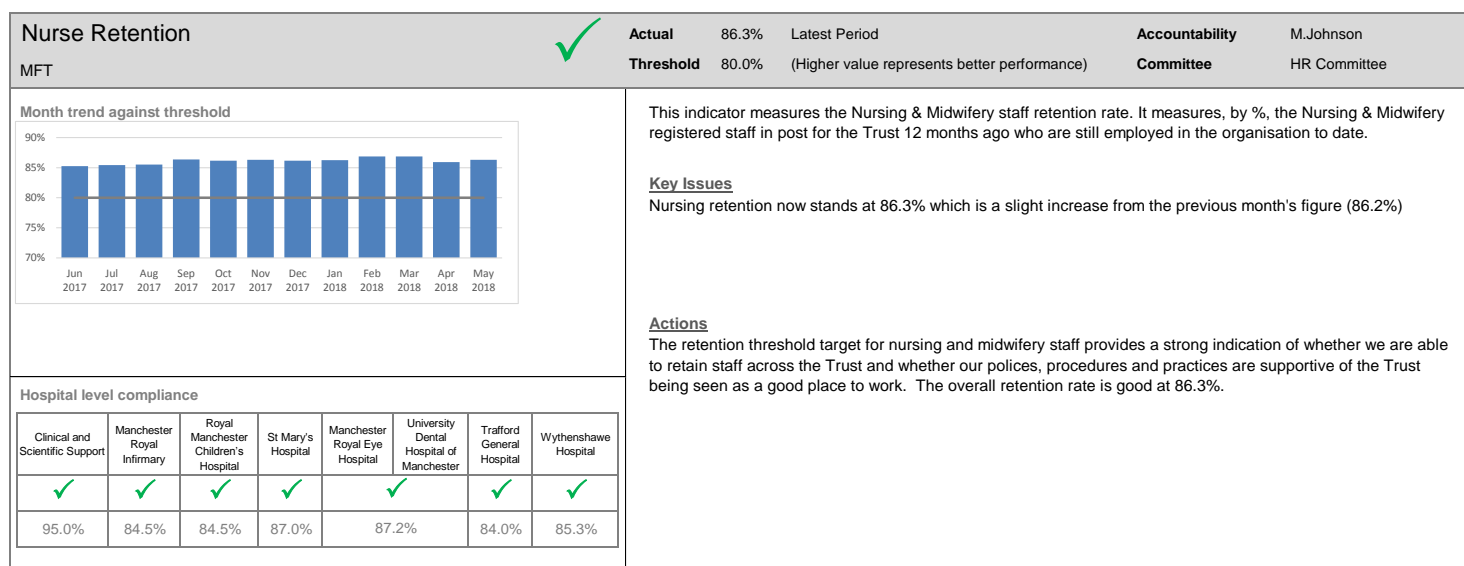 Nurse Retention
MFT
Actual 86.3% Latest Period
Threshold 80.0% (Higher value represents better performance)
Accountability M.Johnson
Committee HR Committee
Month trend against threshold
90%
85%
80%
75%
70%
Jun Jul Aug Sep Oct Nov Dec Jan Feb Mar Apr May
2017 2017 2017 2017 2017 2017 2017 2018 2018 2018 2018 2018
This indicator measures the Nursing & Midwifery staff retention rate. It measures, by %, the Nursing & Midwifery
registered staff in post for the Trust 12 months ago who are still employed in the organisation to date.
Key Issues
Nursing retention now stands at 86.3% which is a slight increase from the previous month's figure (86.2%)
Actions
The retention threshold target for nursing and midwifery staff provides a strong indication of whether we are able
to retain staff across the Trust and whether our polices, procedures and practices are supportive of the Trust
being seen as a good place to work.  The overall retention rate is good at 86.3%.
Hospital level compliance
Clinical and
Scientific Support
Manchester
Royal
Infirmary
Royal
Manchester
Children's
Hospital
St Mary's
Hospital
Manchester
Royal Eye
Hospital
University
Dental
Hospital of
Manchester
Trafford
General
Hospital
Wythenshawe
Hospital
95.0% 84.5% 84.5% 87.0% 87.2% 84.0% 85.3%